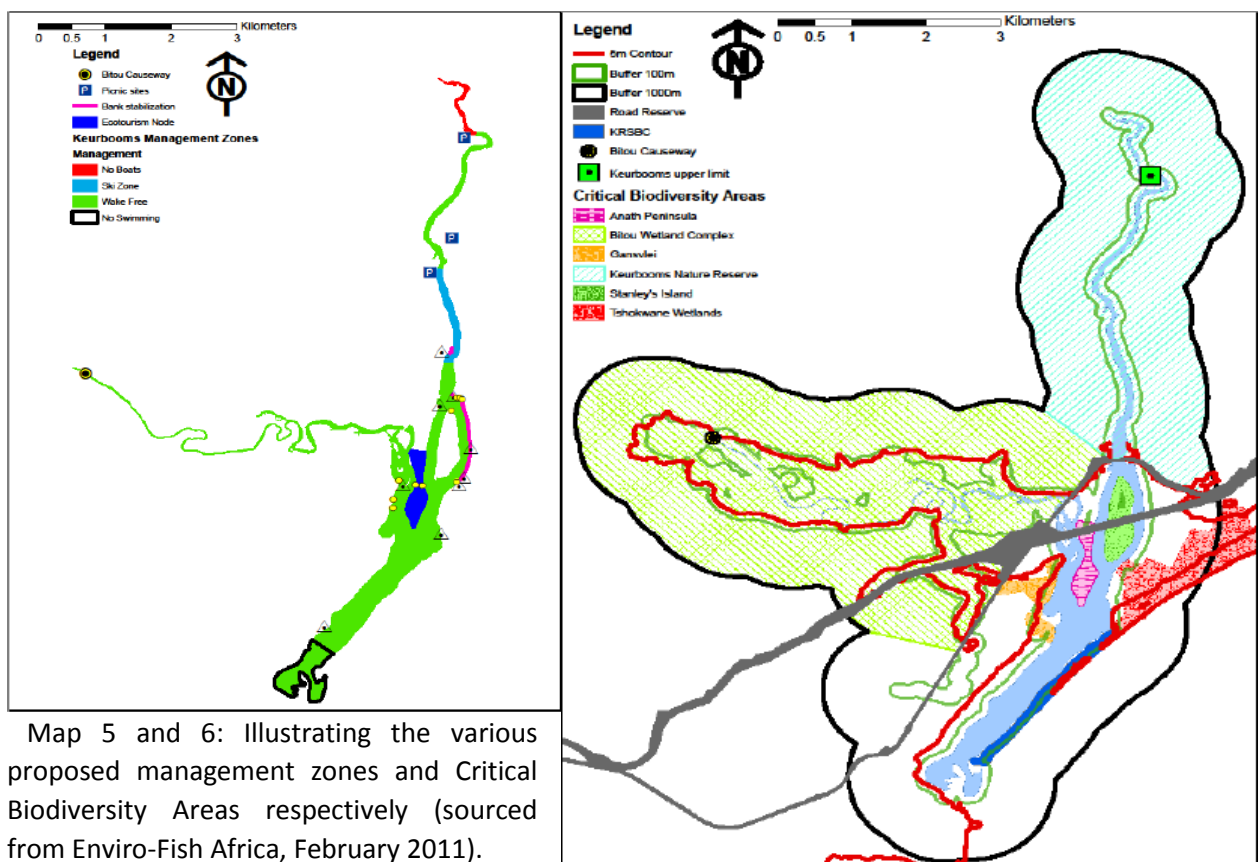 Kilometers
0 0.5 1 2 3
Legend
Bitou Causeway
P Picnic sites
Bank stabilization
Ecotourism Node
Keurbooms Management Zones
Management
No Boats
Ski Zone
Wake Free
No Swimming
N
P
P
P
Map 5 and 6: Illustrating the various
proposed management zones and Critical
Biodiversity Areas respectively (sourced
from Enviro-Fish Africa, February 2011).
Kilometers
0 0.5 1 2 3
Legend
5m Contour
Buffer 100m
Buffer 1000m
Road Reserve
KRSBC
Bitou Causeway
Keurbooms upper limit
Critical Biodiversity Areas
Anath Peninsula
Bitou Wetland Complex
Gansvlei
Keurbooms Nature Reserve
Stanley's Island
Tshokwane Wetlands
N